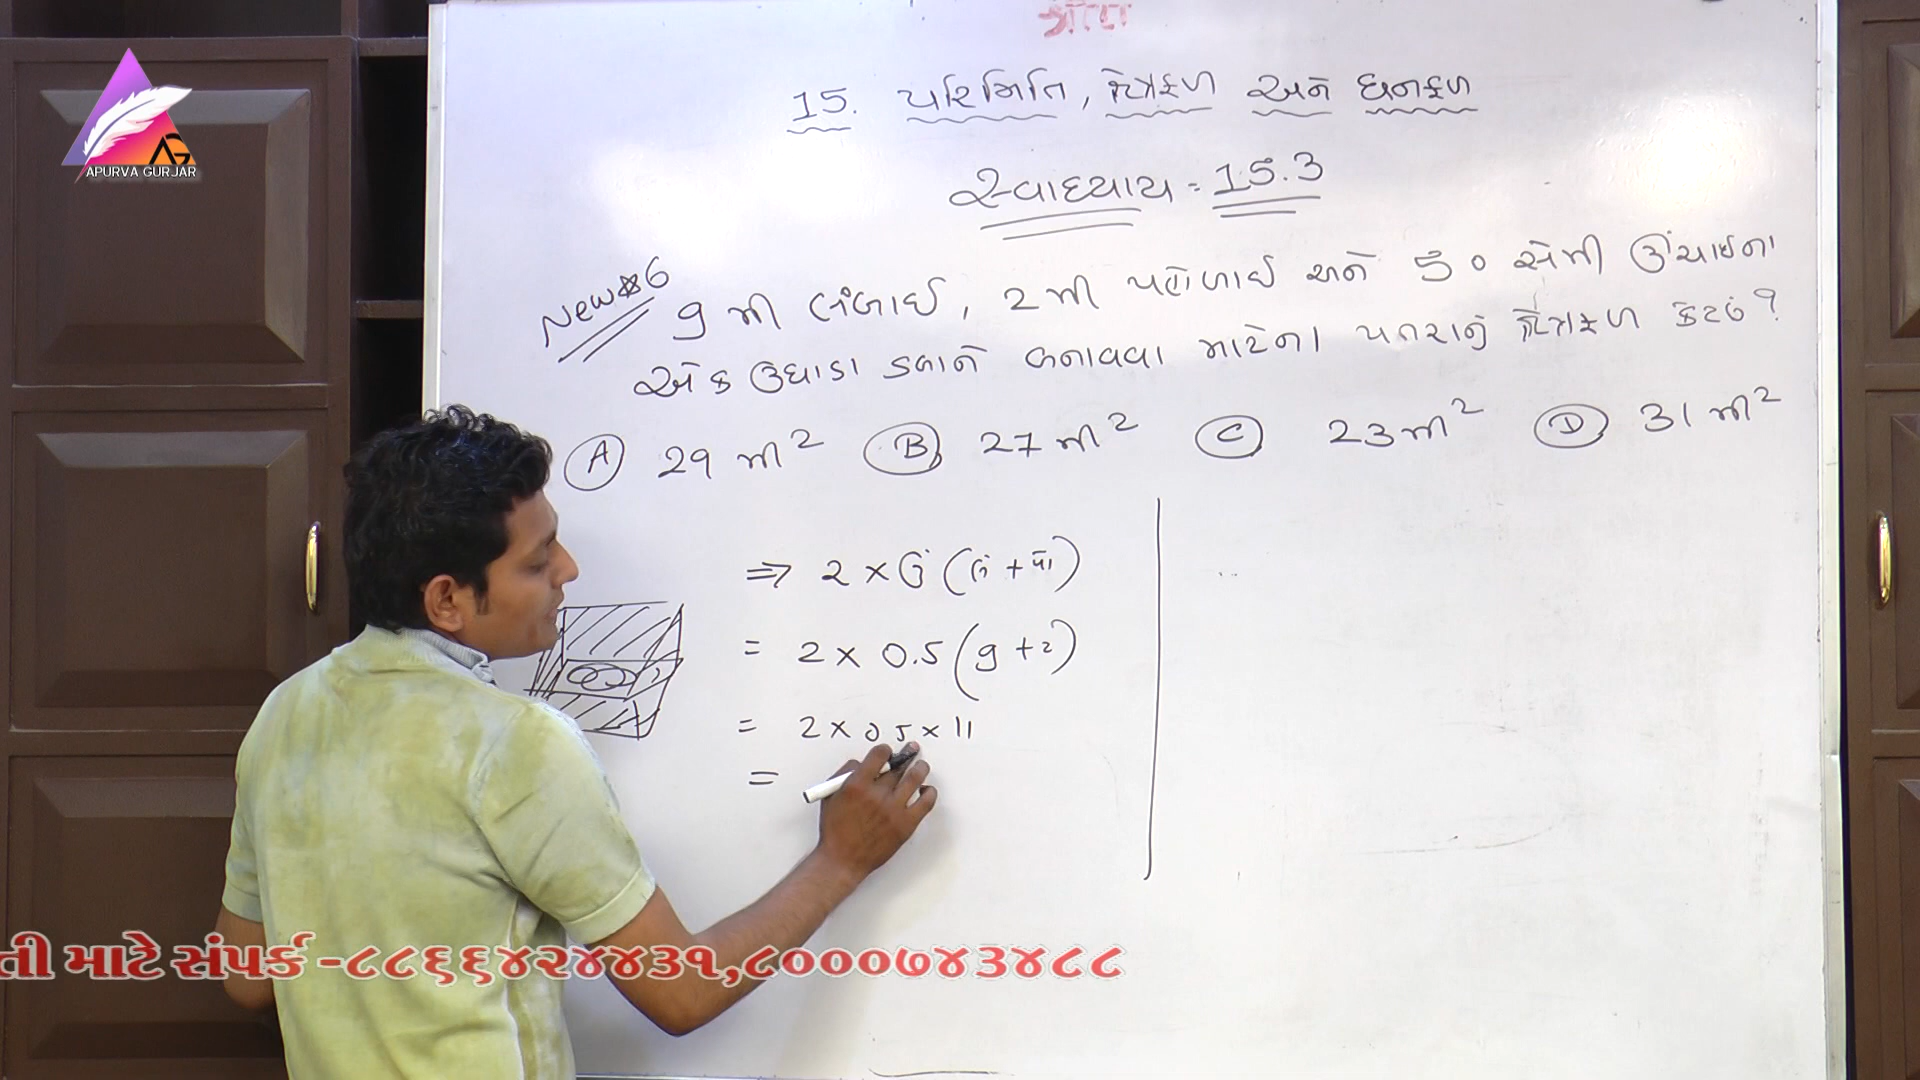 15. પરિમિતિ, ક્ષેત્રફળ અને ઘનફળ
સ્વાધ્યાય = 15.3
New * 6
9 મી લંબાઈ, 2 મી પહોળાઈ અને 50 સેમી ઊંચાઈના
એક ઉઘાડા ડબાને બનાવવા માટેના પતરાનું ક્ષેત્રફળ કેટલું ?
A 29 મી2 B 27 મી2 C 23 મી2 D 31 મી2
⇒ 2 × ઉં (લં + પૉ)
= 2 × 0.5 (9 + 2)
= 2 × 0.5 × 11
=
AG
APURVA GURJAR
તી માટે સંપર્ક -૮૮૬૬૪૨૪૪૩૧,૮૦૦૦૭૪૩૪૮૮